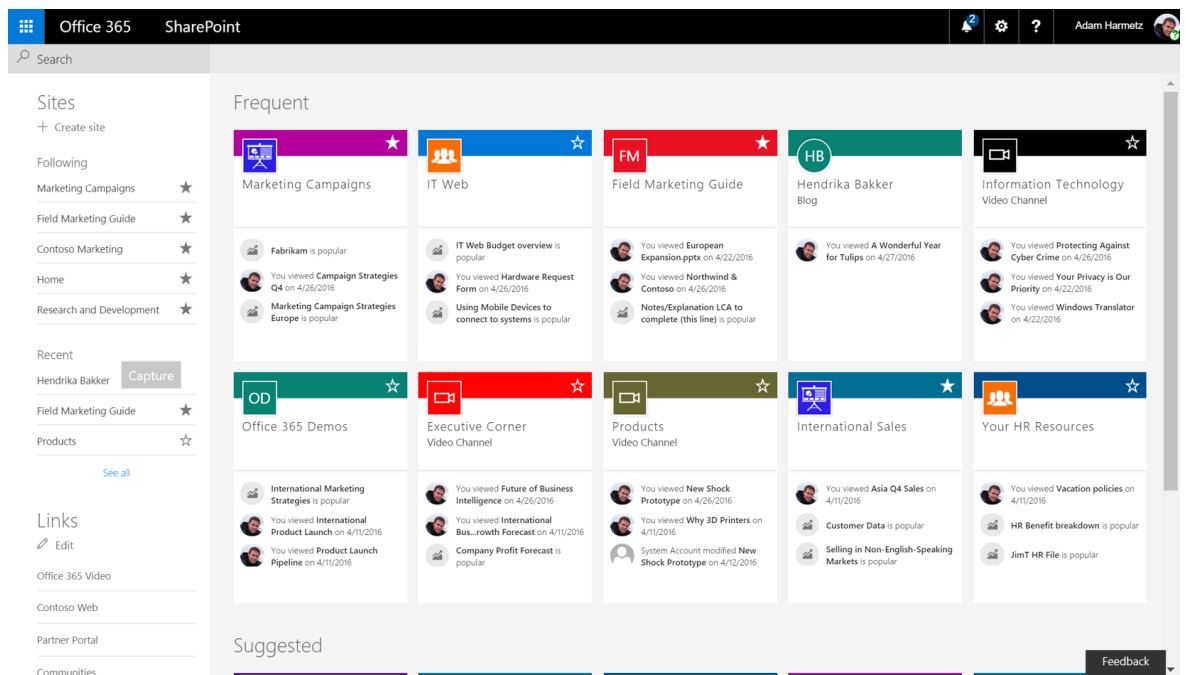 Office 365
SharePoint
2
?
Adam Harmetz
Search
Sites
+ Create site
Following
Marketing Campaigns
Field Marketing Guide
Contoso Marketing
Home
Research and Development
Recent
Hendrika Bakker
Capture
Field Marketing Guide
Products
See all
Links
Edit
Office 365 Video
Contoso Web
Partner Portal
Communities
Frequent
Marketing Campaigns
Fabrikam is popular
You viewed Campaign Strategies
Q4 on 4/26/2016
Marketing Campaign Strategies
Europe is popular
IT Web
IT Web Budget overview is
popular
You viewed Hardware Request
Form on 4/26/2016
Using Mobile Devices to
connect to systems is popular
FM
Field Marketing Guide
You viewed European
Expansion.pptx on 4/22/2016
You viewed Northwind &
Contoso on 4/26/2016
Notes/Explanation LCA to
complete (this line) is popular
HB
Hendrika Bakker
Blog
You viewed A Wonderful Year
for Tulips on 4/27/2016
Information Technology
Video Channel
You viewed Protecting Against
Cyber Crime on 4/26/2016
You viewed Your Privacy is Our
Priority on 4/22/2016
You viewed Windows Translator
on 4/22/2016
OD
Office 365 Demos
International Marketing
Strategies is popular
You viewed International
Product Launch on 4/11/2016
You viewed Product Launch
Pipeline on 4/11/2016
Executive Corner
Video Channel
You viewed Future of Business
Intelligence on 4/26/2016
You viewed International
Bus...rowth Forecast on 4/11/2016
Company Profit Forecast is
popular
Products
Video Channel
You viewed New Shock
Prototype on 4/26/2016
You viewed Why 3D Printers on
4/11/2016
System Account modified New
Shock Prototype on 4/12/2016
International Sales
You viewed Asia Q4 Sales on
4/11/2016
Customer Data is popular
Selling in Non-English-Speaking
Markets is popular
Your HR Resources
You viewed Vacation policies on
4/11/2016
HR Benefit breakdown is popular
JimT HR File is popular
Suggested
Feedback